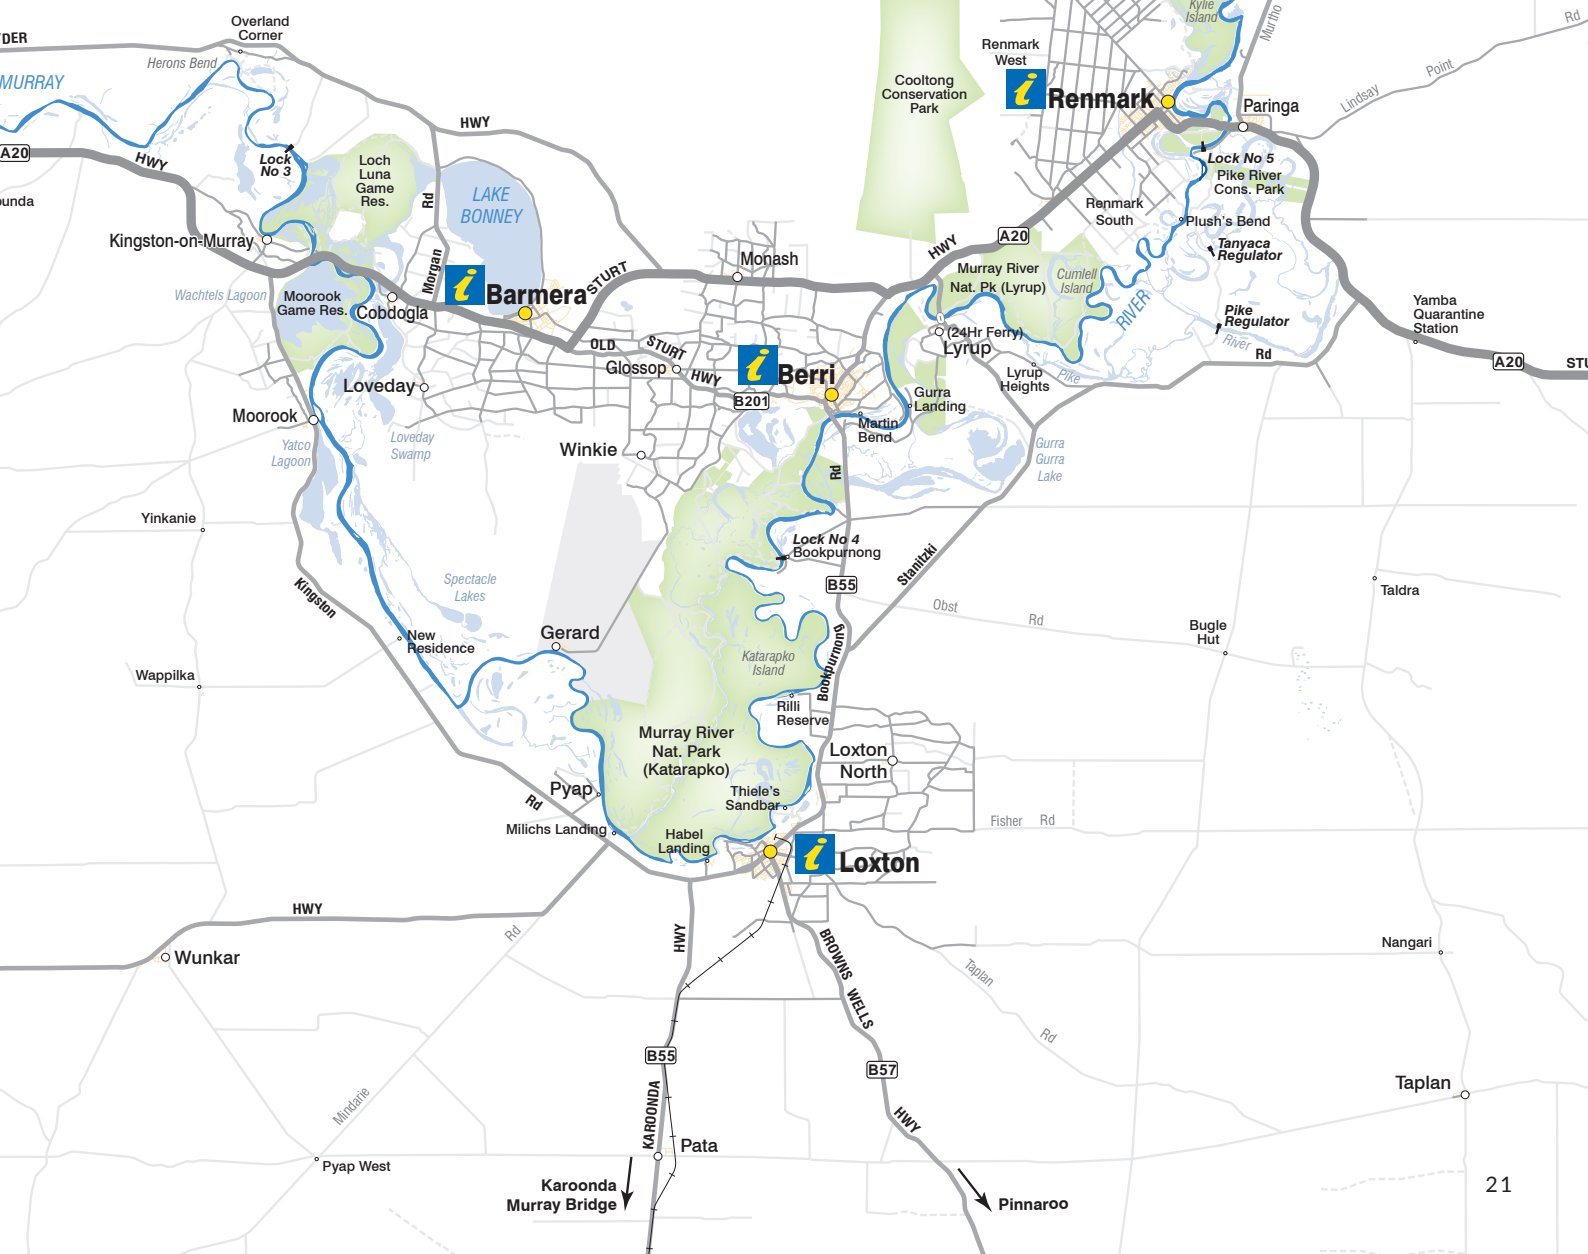 Overland
Corner
Kylie
Island
DER
Herons Bend
MURRAY
Renmark
West
Murtho
Rd
Point
Lindsay
Cooltong
Conservation
Park
i
Renmark
Paringa
HWY
A20
HWY
Lock
No 3
Loch
Luna
Game
Res.
Rd
LAKE
BONNEY
Lock No 5
Pike River
Cons. Park
unda
Renmark
South
Plush's Bend
Kingston-on-Murray
A20
HWY
Tanyaca
Regulator
Morgan
Monash
STURT
Murray River
Nat. Pk (Lyrup)
Cumlell
Island
Wachtels Lagoon
Moorook
Game Res.
i
Barmera
Cobdogla
RIVER
Pike
Regulator
River
Rd
Yamba
Quarantine
Station
A20
STU
(24Hr Ferry)
Lyrup
OLD
STURT
HWY
Glossop
i
Berri
B201
Lyrup
Heights
Pike
Loveday
Gurra
Landing
Martin
Bend
Moorook
Yatco
Lagoon
Loveday
Swamp
Winkie
Rd
Gurra
Gurra
Lake
Yinkanie
Lock No 4
Bookpurnong
Stanitzki
Kingston
Spectacle
Lakes
B55
Obst
Rd
Taldra
Bugle
Hut
New
Residence
Gerard
Bookpurnong
Katarapko
Island
Wappilka
Rilli
Reserve
Murray River
Nat. Park
(Katarapko)
Loxton
North
Pyap
Rd
Thiele's
Sandbar
Milichs Landing
Habel
Landing
Fisher
Rd
i
Loxton
HWY
Rd
HWY
BROWNS
WELLS
Wunkar
Nangari
Taplan
Rd
B55
B57
Taplan
Mindarie
KAROONDA
HWY
Pyap West
Pata
Karoonda
Murray Bridge
Pinnaroo
21